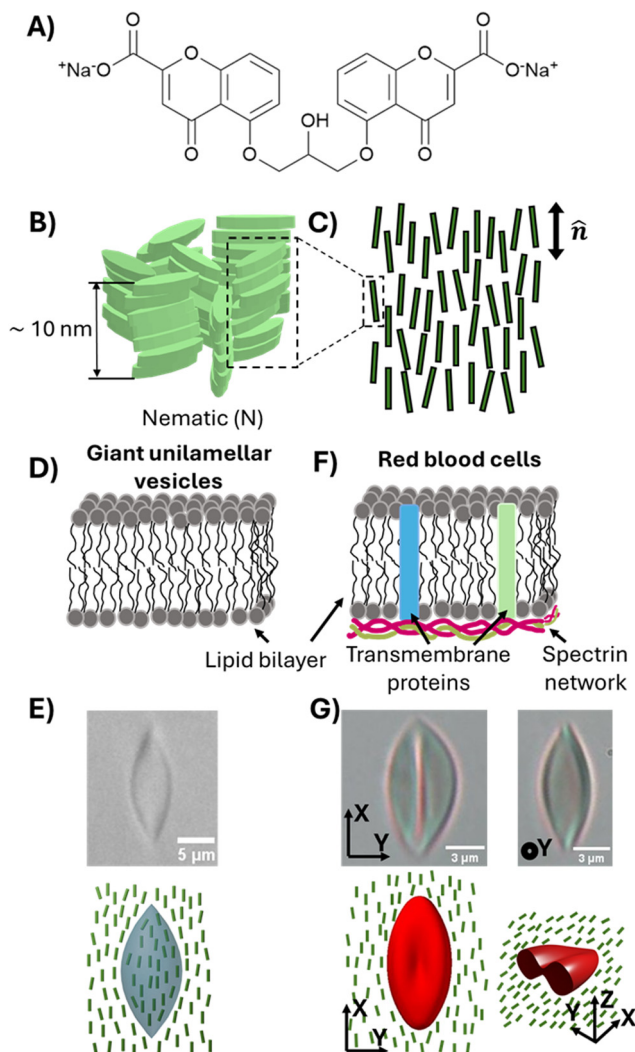 A)
O
O
O
O
⁺Na⁻O
O⁻Na⁺
OH
O
O
O
O
B)
C)
n̂
~ 10 nm
Nematic (N)
D)
Giant unilamellar
vesicles
F)
Red blood cells
Lipid bilayer
Transmembrane
proteins
Spectrin
network
E)
G)
5 µm
X
Y
3 µm
Y
3 µm
X
Y
Z
Y
X